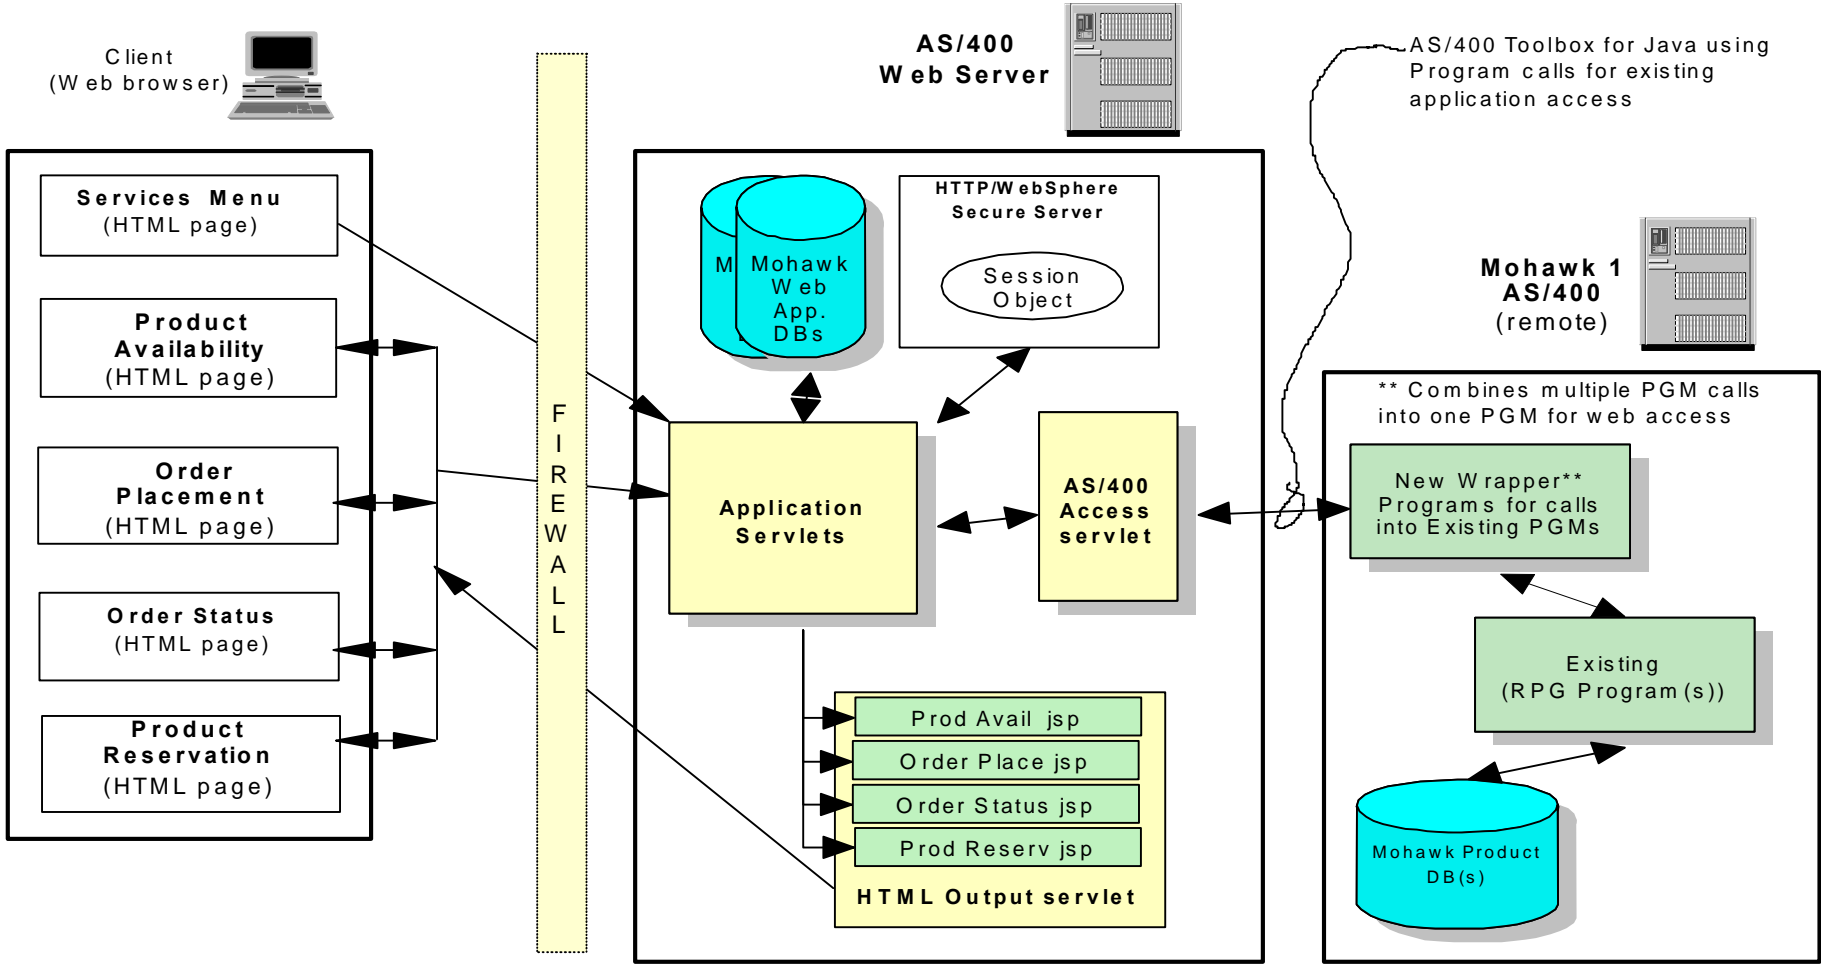 Client
(Web browser)
Services Menu
(HTML page)
Product
Availability
(HTML page)
Order
Placement
(HTML page)
Order Status
(HTML page)
Product
Reservation
(HTML page)
F
I
R
E
W
A
L
L
AS/400
Web Server
M
Mohawk
Web
App.
DBs
HTTP/WebSphere
Secure Server
Session
Object
Application
Servlets
AS/400
Access
servlet
Prod Avail jsp
Order Place jsp
Order Status jsp
Prod Reserv jsp
HTML Output servlet
AS/400 Toolbox for Java using
Program calls for existing
application access
Mohawk 1
AS/400
(remote)
** Combines multiple PGM calls
into one PGM for web access
New Wrapper**
Programs for calls
into Existing PGMs
Existing
(RPG Program(s))
Mohawk Product
DB(s)